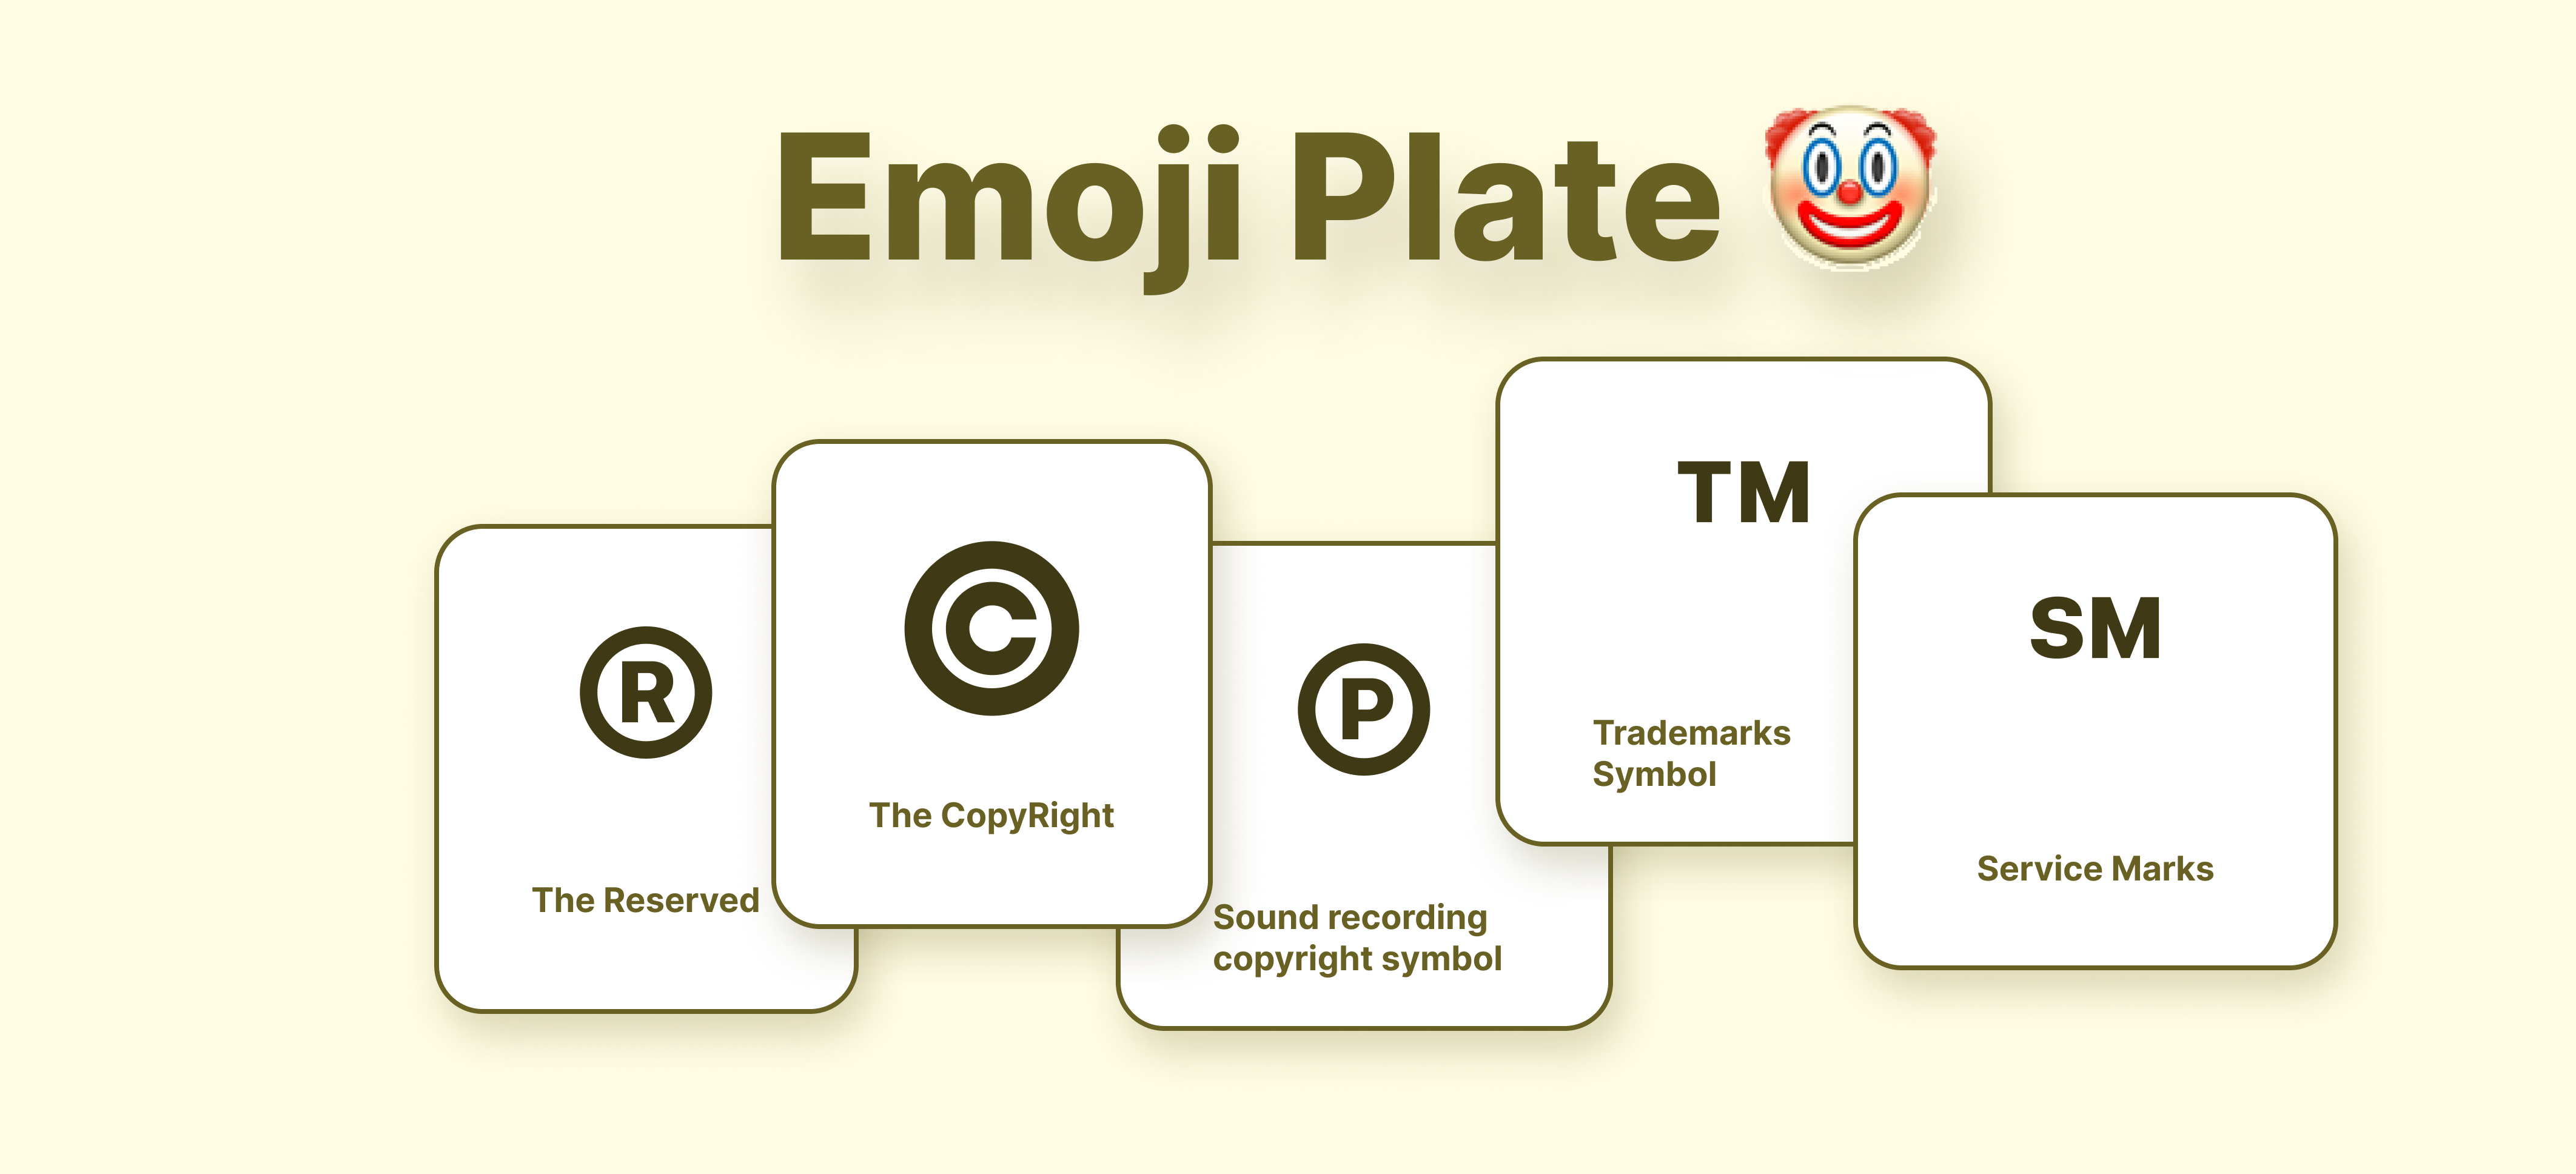 Emoji Plate 🤡
®
The Reserved
©
The CopyRight
℗
Sound recording
copyright symbol
TM
Trademarks
Symbol
SM
Service Marks